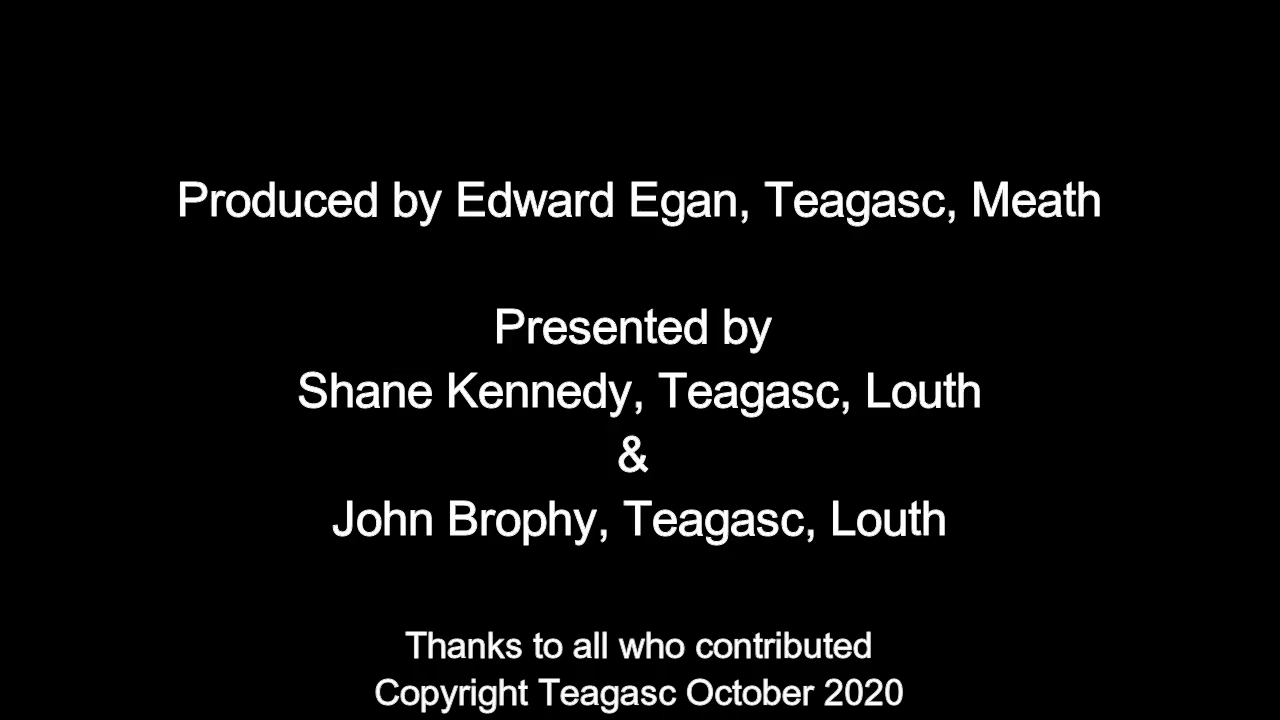 Produced by Edward Egan, Teagasc, Meath
Presented by
Shane Kennedy, Teagasc, Louth
&
John Brophy, Teagasc, Louth
Thanks to all who contributed
Copyright Teagasc October 2020